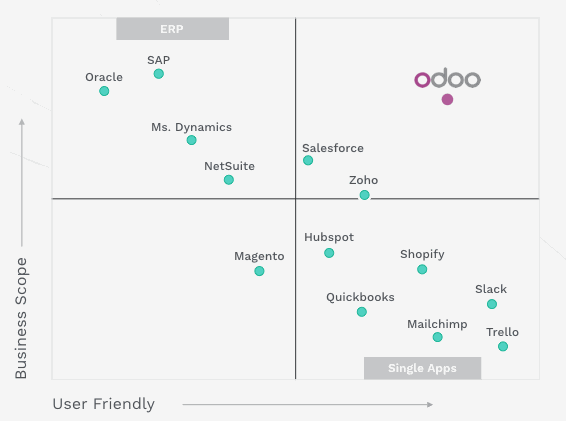 ERP
SAP
Oracle
odoo
Ms. Dynamics
Salesforce
NetSuite
Zoho
Hubspot
Magento
Shopify
Slack
Quickbooks
Mailchimp
Trello
Single Apps
Business Scope
User Friendly